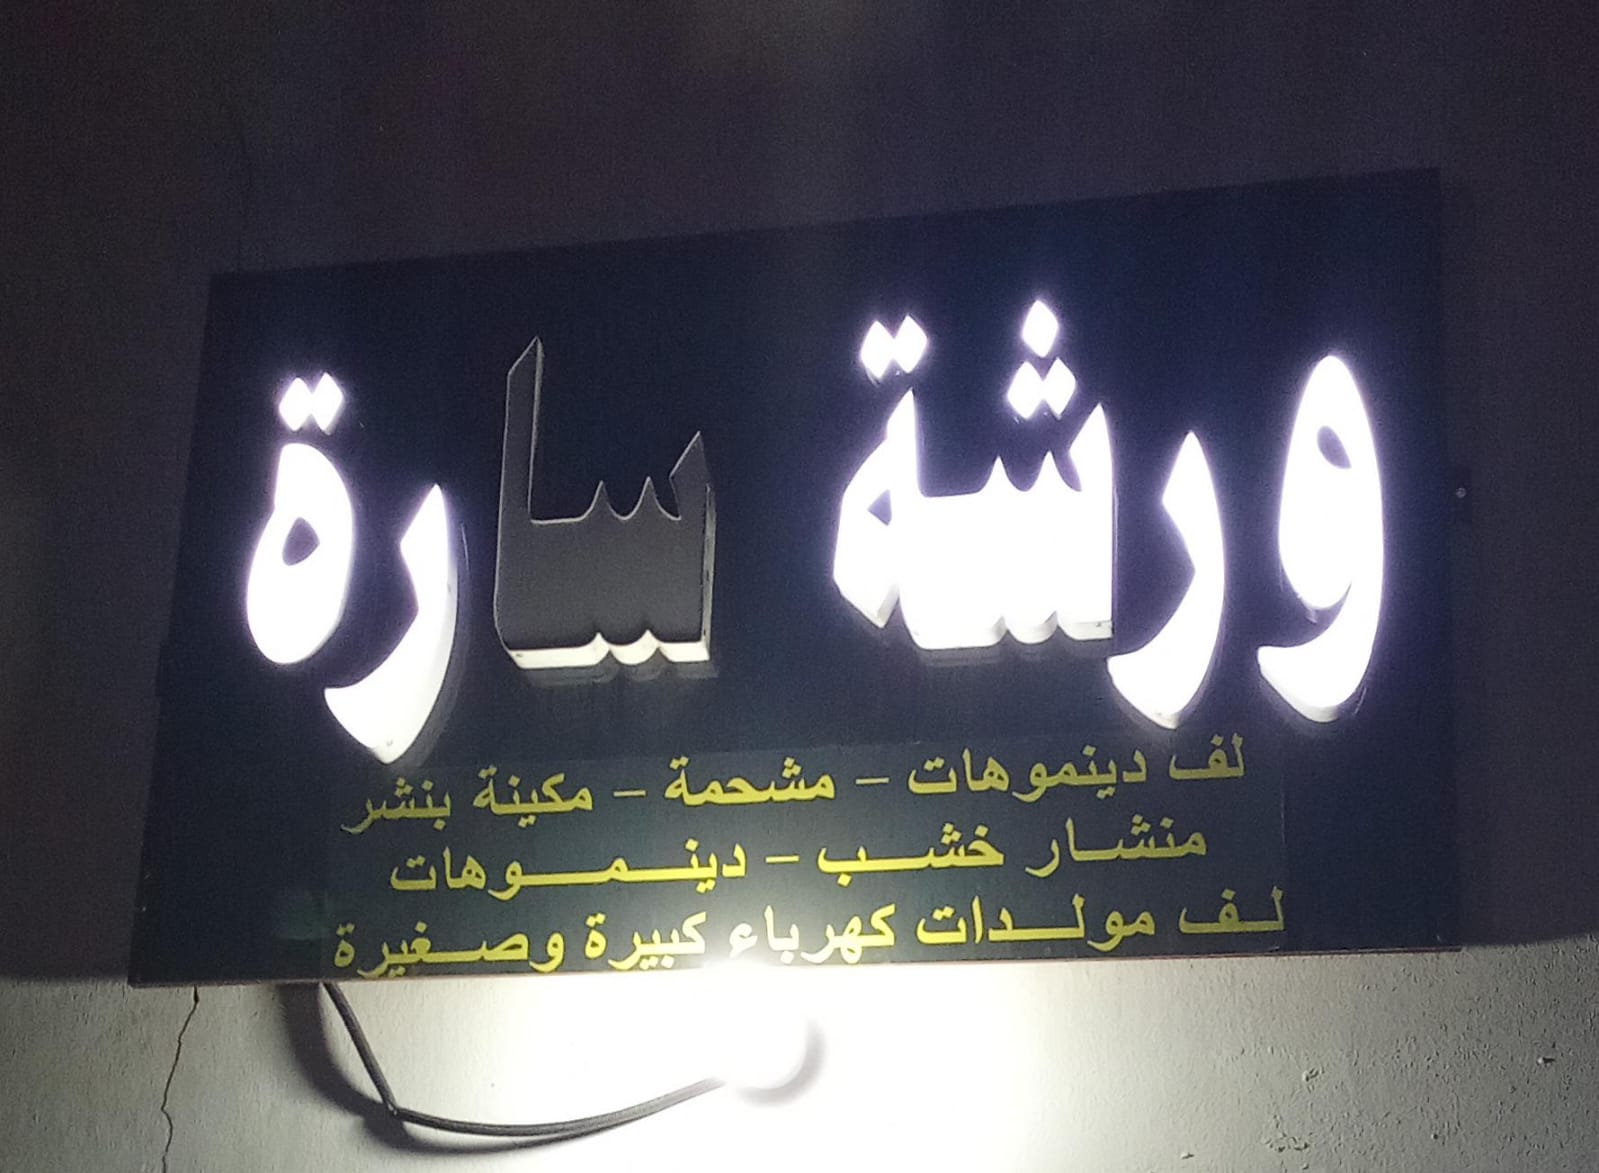 ورشة سارة
لف دينموهات - مشحمة - مكينة بنشر
منشار خشب - دينموهات
لف مولدات كهرباء كبيرة وصغيرة